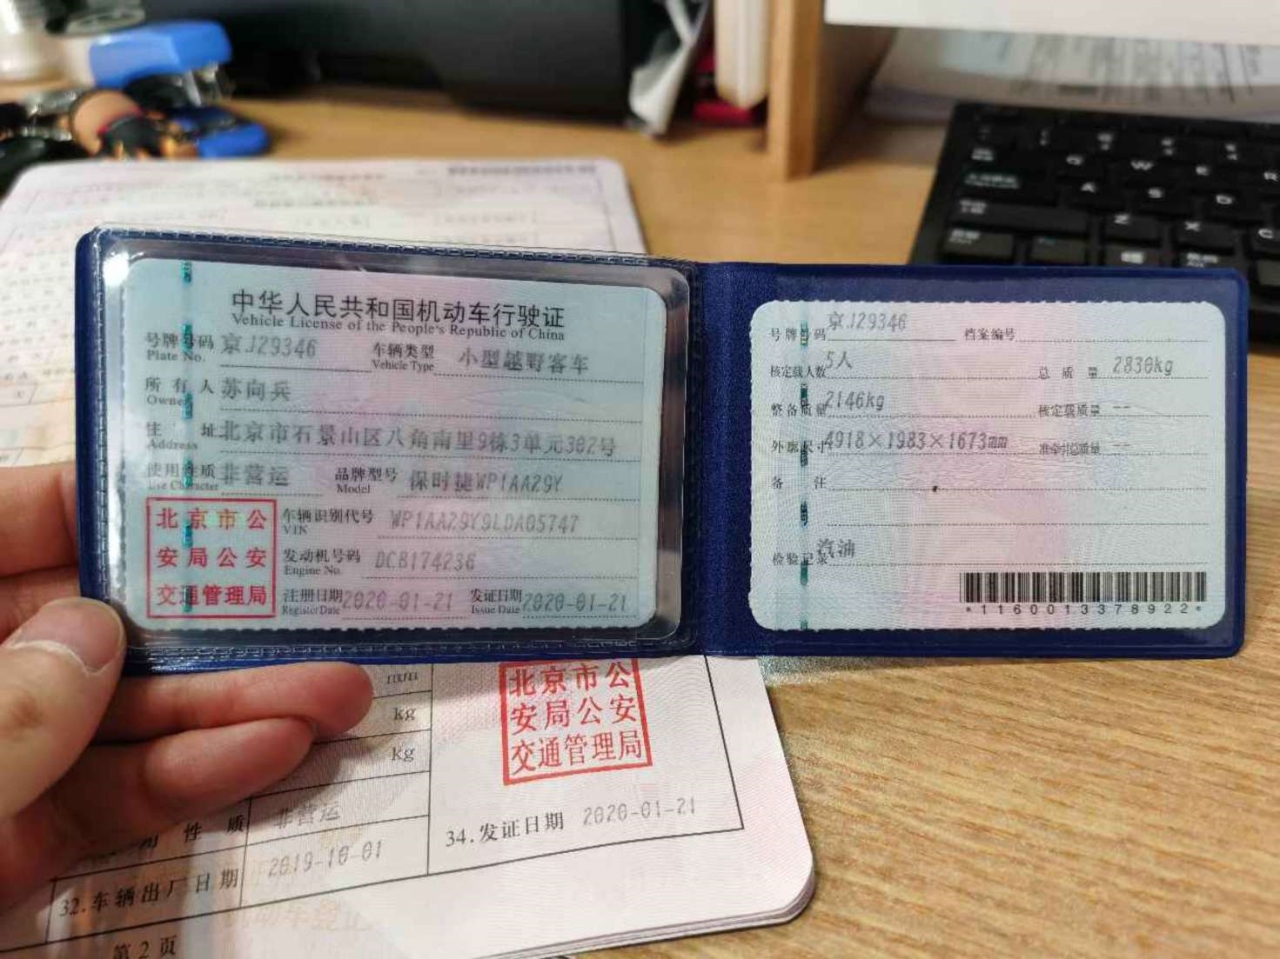 中华人民共和国机动车行驶证
Vehicle License of the People's Republic of China
号牌号码 京J29346 车辆类型 小型越野客车
Plate No. Vehicle Type
所有人 苏向兵
Owner
住址 北京市石景山区八角南里9栋3单元302号
Address
使用性质 非营运 品牌型号 保时捷WP1AA29Y
Use Character Model
北京市公
安局公安
交通管理局
车辆识别代号 WP1AA29Y9LDA05747
VIN
发动机号码 DCB174236
Engine No.
注册日期 2020-01-21 发证日期 2020-01-21
Register Date Issue Date
号牌号码 京J29346 档案编号
核定载人数 5人 总质量 2830kg
整备质量 2146kg 核定载质量 --
外廓尺寸 4918×1983×1673mm 准牵引总质量 --
备注
检验记录 汽油
*1160013378922*
mm
kg
kg
北京市公
安局公安
交通管理局
性质 非营运
34.发证日期 2020-01-21
32.车辆出厂日期 2019-10-01
第2页